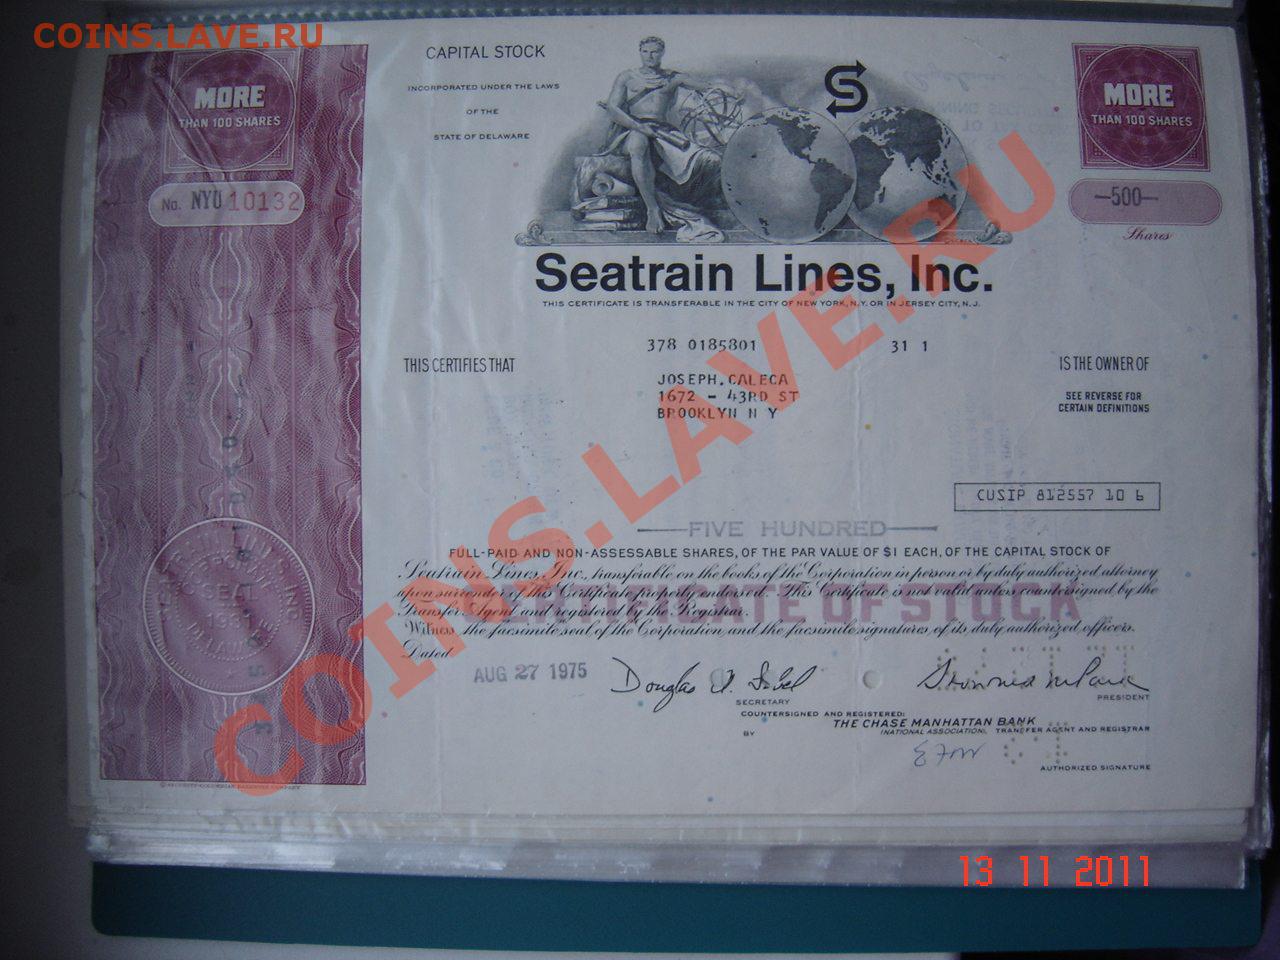 COINS.LAVE.RU
MORE
THAN 100 SHARES
No. NYU 10132
CAPITAL STOCK
INCORPORATED UNDER THE LAWS
OF THE
STATE OF DELAWARE
S
MORE
THAN 100 SHARES
—500—
Shares
Seatrain Lines, Inc.
THIS CERTIFICATE IS TRANSFERABLE IN THE CITY OF NEW YORK, N.Y. OR IN JERSEY CITY, N.J.
378 0185801 31 1
THIS CERTIFIES THAT
JOSEPH.CALECA
1672 - 43RD ST
BROOKLYN N Y
IS THE OWNER OF
SEE REVERSE FOR
CERTAIN DEFINITIONS
CUSIP 812557 10 6
FIVE HUNDRED
FULL-PAID AND NON-ASSESSABLE SHARES, OF THE PAR VALUE OF $1 EACH, OF THE CAPITAL STOCK OF
Seatrain Lines, Inc., transferable on the books of the Corporation in person or by duly authorized attorney
upon surrender of this Certificate properly endorsed. This Certificate is not valid unless countersigned by the
Transfer Agent and registered by the Registrar.
CERTIFICATE OF STOCK
Witness the facsimile seal of the Corporation and the facsimile signatures of its duly authorized officers.
Dated
AUG 27 1975
SECRETARY
PRESIDENT
COUNTERSIGNED AND REGISTERED:
THE CHASE MANHATTAN BANK
(NATIONAL ASSOCIATION), TRANSFER AGENT AND REGISTRAR
BY
AUTHORIZED SIGNATURE
SEATRAIN LINES, INC.
CORPORATE
SEAL
DELAWARE
COINS.LAVE.RU
13 11 2011